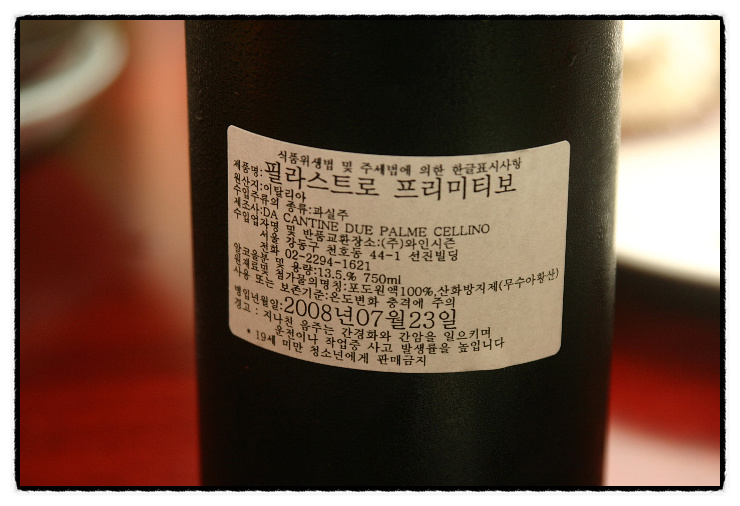 식품위생법 및 주세법에 의한 한글표시사항
제품명:필라스트로 프리미티보
원산지:이탈리아
수입주류의 종류:과실주
제조사:DA CANTINE DUE PALME CELLINO
수입업자명 및 반품교환장소:(주)와인시즌
서울 강동구 천호동 44-1 선진빌딩
전화 02-2294-1621
알코올분 및 용량:13.5.% 750ml
원재료및 첨가물의명칭:포도원액100%,산화방지제(무수아황산)
사용 또는 보존기준:온도변화 충격에 주의
병입년월일:2008년07월23일
경고 : 지나친 음주는 간경화와 간암을 일으키며
운전이나 작업중 사고 발생률을 높입니다
* 19세 미만 청소년에게 판매금지